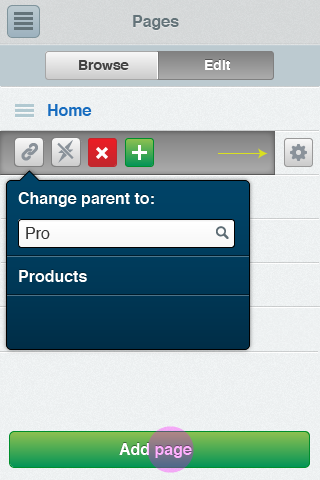 Pages
Browse Edit
Home
Change parent to:
Pro
Products
Add page